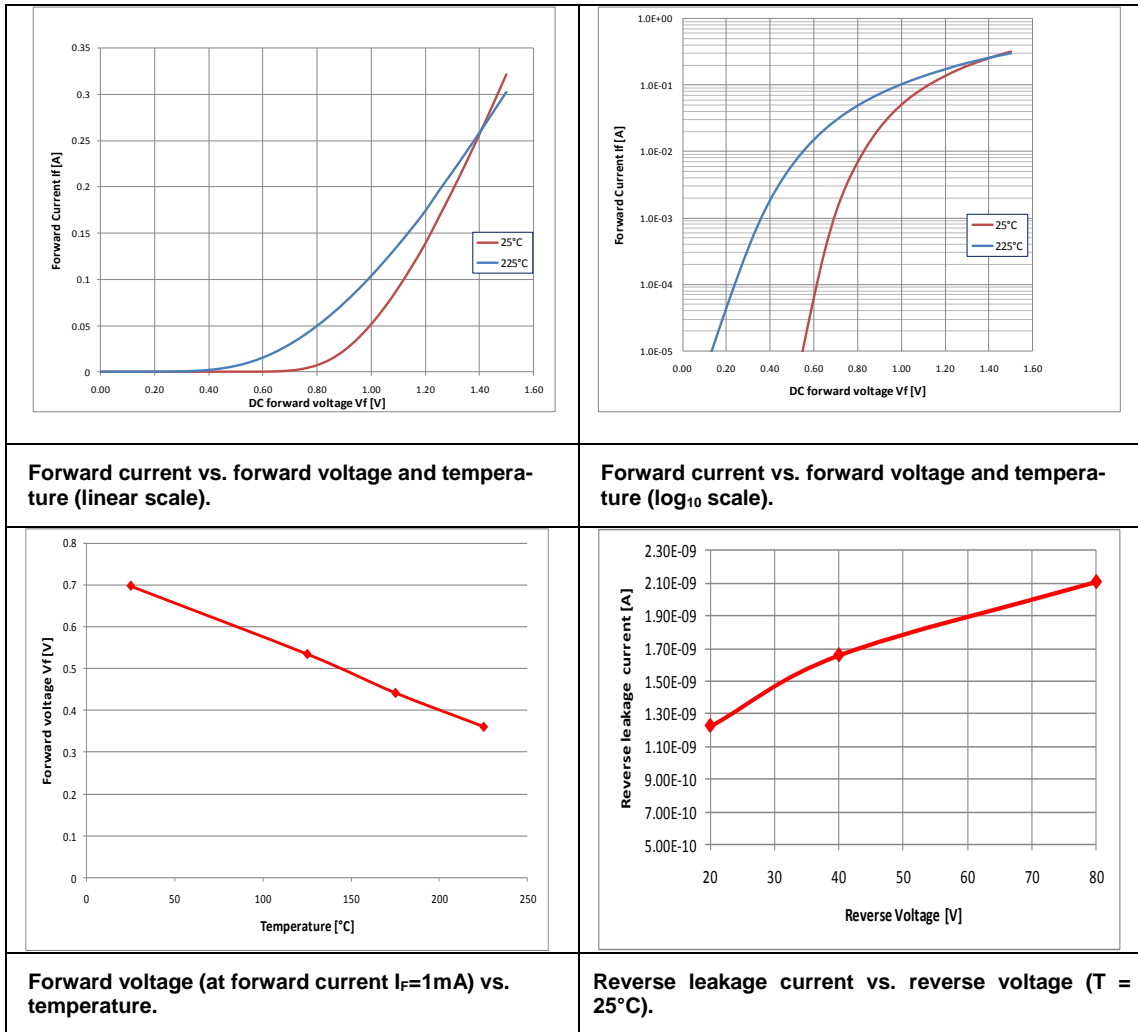 Forward Current If [A]
0.35
0.3
0.25
0.2
0.15
0.1
0.05
0
0.00 0.20 0.40 0.60 0.80 1.00 1.20 1.40 1.60
DC forward voltage Vf [V]
25°C
225°C
Forward Current If [A]
1.0E+00
1.0E-01
1.0E-02
1.0E-03
1.0E-04
1.0E-05
0.00 0.20 0.40 0.60 0.80 1.00 1.20 1.40 1.60
DC forward voltage Vf [V]
25°C
225°C
Forward current vs. forward voltage and tempera-
ture (linear scale).
Forward current vs. forward voltage and tempera-
ture (log10 scale).
Forward voltage Vf [V]
0.8
0.7
0.6
0.5
0.4
0.3
0.2
0.1
0
0 50 100 150 200 250
Temperature [°C]
Reverse leakage current [A]
2.30E-09
2.10E-09
1.90E-09
1.70E-09
1.50E-09
1.30E-09
1.10E-09
9.00E-10
7.00E-10
5.00E-10
20 30 40 50 60 70 80
Reverse Voltage [V]
Forward voltage (at forward current IF=1mA) vs.
temperature.
Reverse leakage current vs. reverse voltage (T =
25°C).